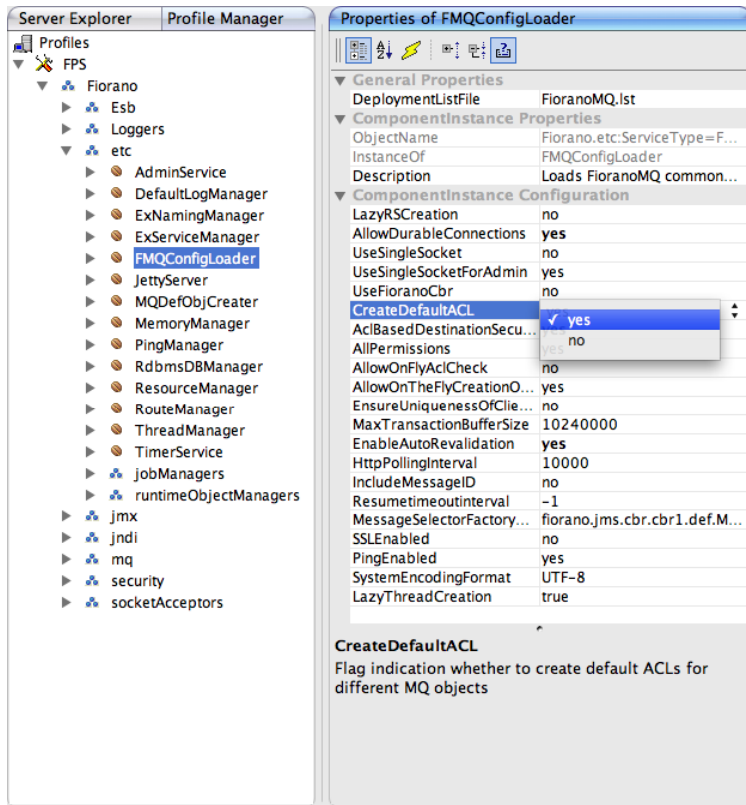 Server Explorer Profile Manager
Profiles
FPS
Fiorano
Esb
Loggers
etc
AdminService
DefaultLogManager
ExNamingManager
ExServiceManager
FMQConfigLoader
JettyServer
MQDefObjCreater
MemoryManager
PingManager
RdbmsDBManager
ResourceManager
RouteManager
ThreadManager
TimerService
jobManagers
runtimeObjectManagers
jmx
jndi
mq
security
socketAcceptors
Properties of FMQConfigLoader
General Properties
DeploymentListFile FioranoMQ.lst
ComponentInstance Properties
ObjectName Fiorano.etc:ServiceType=F...
InstanceOf FMQConfigLoader
Description Loads FioranoMQ common...
ComponentInstance Configuration
LazyRSCreation no
AllowDurableConnections yes
UseSingleSocket no
UseSingleSocketForAdmin yes
UseFioranoCbr no
CreateDefaultACL yes
✓ yes
no
AclBasedDestinationSecu... yes
AllPermissions yes
AllowOnFlyAclCheck no
AllowOnTheFlyCreationO... yes
EnsureUniquenessOfClie... no
MaxTransactionBufferSize 10240000
EnableAutoRevalidation yes
HttpPollingInterval 10000
IncludeMessageID no
Resumetimeoutinterval -1
MessageSelectorFactory... fiorano.jms.cbr.cbr1.def.M...
SSLEnabled no
PingEnabled yes
SystemEncodingFormat UTF-8
LazyThreadCreation true
CreateDefaultACL
Flag indication whether to create default ACLs for
different MQ objects